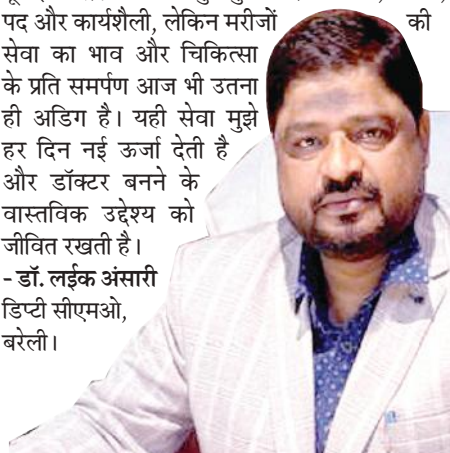 पद और कार्यशैली, लेकिन मरीजों की
सेवा का भाव और चिकित्सा
के प्रति समर्पण आज भी उतना
ही अडिग है। यही सेवा मुझे
हर दिन नई ऊर्जा देती है
और डॉक्टर बनने के
वास्तविक उद्देश्य को
जीवित रखती है।
- डॉ. लईक अंसारी
डिप्टी सीएमओ,
बरेली।